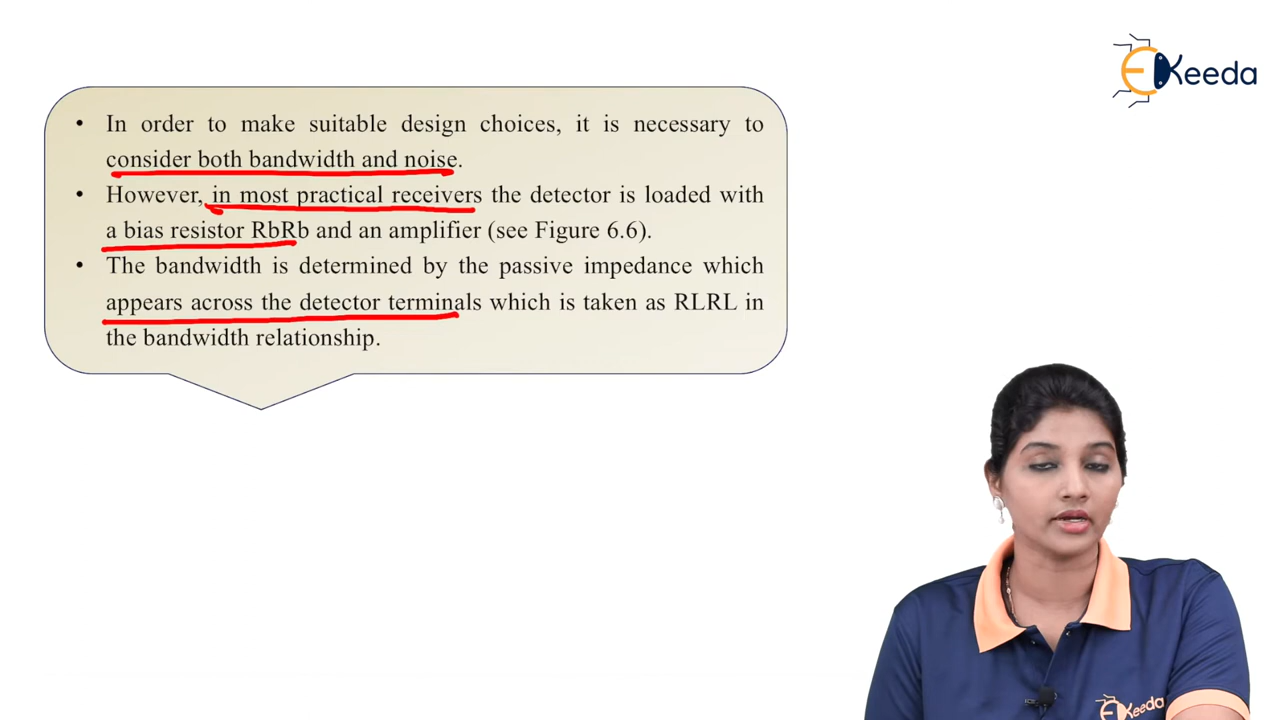 EKeeda
• In order to make suitable design choices, it is necessary to
consider both bandwidth and noise.
• However, in most practical receivers the detector is loaded with
a bias resistor RbRb and an amplifier (see Figure 6.6).
• The bandwidth is determined by the passive impedance which
appears across the detector terminals which is taken as RLRL in
the bandwidth relationship.
EKeeda